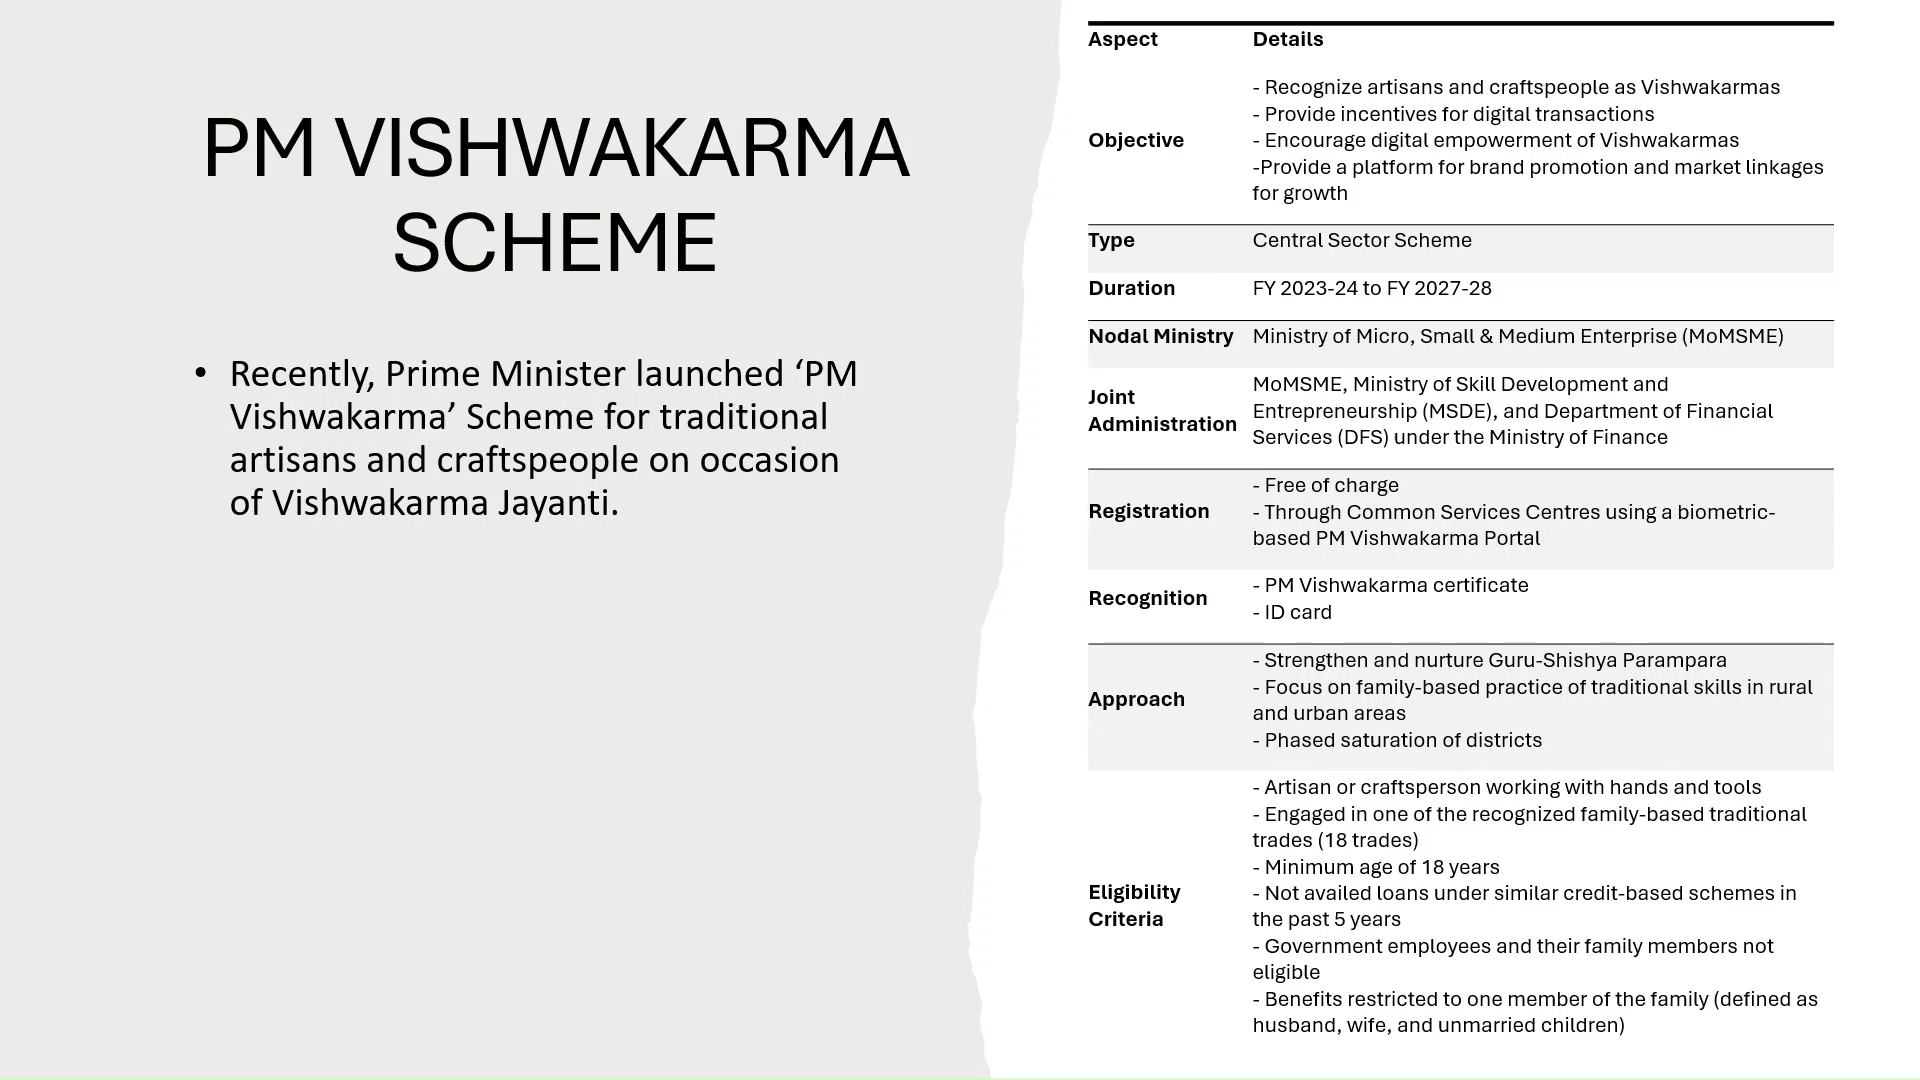 PM VISHWAKARMA
SCHEME
• Recently, Prime Minister launched ‘PM
Vishwakarma’ Scheme for traditional
artisans and craftspeople on occasion
of Vishwakarma Jayanti.
Aspect Details
Objective
- Recognize artisans and craftspeople as Vishwakarmas
- Provide incentives for digital transactions
- Encourage digital empowerment of Vishwakarmas
-Provide a platform for brand promotion and market linkages
for growth
Type Central Sector Scheme
Duration FY 2023-24 to FY 2027-28
Nodal Ministry Ministry of Micro, Small & Medium Enterprise (MoMSME)
Joint
Administration
MoMSME, Ministry of Skill Development and
Entrepreneurship (MSDE), and Department of Financial
Services (DFS) under the Ministry of Finance
Registration
- Free of charge
- Through Common Services Centres using a biometric-
based PM Vishwakarma Portal
Recognition
- PM Vishwakarma certificate
- ID card
Approach
- Strengthen and nurture Guru-Shishya Parampara
- Focus on family-based practice of traditional skills in rural
and urban areas
- Phased saturation of districts
Eligibility
Criteria
- Artisan or craftsperson working with hands and tools
- Engaged in one of the recognized family-based traditional
trades (18 trades)
- Minimum age of 18 years
- Not availed loans under similar credit-based schemes in
the past 5 years
- Government employees and their family members not
eligible
- Benefits restricted to one member of the family (defined as
husband, wife, and unmarried children)